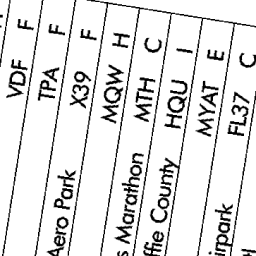 VDF F
TPA F
Aero Park X39 F
MQW H
s Marathon MTH C
ffie County HQU I
MYAT E
irpark FL37 C